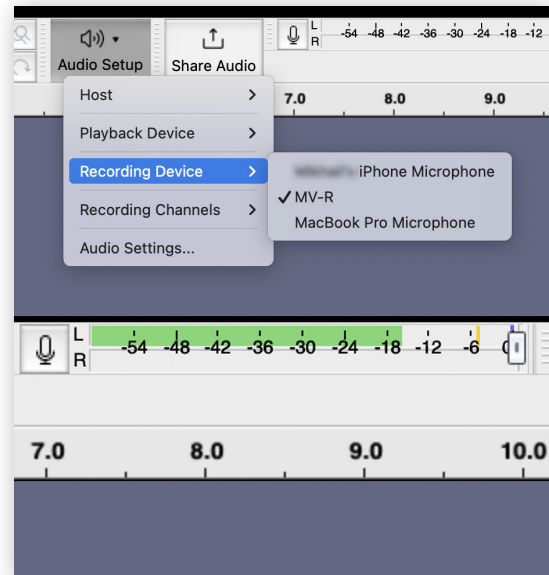 L
R
-54 -48 -42 -36 -30 -24 -18 -12
Audio Setup
Share Audio
7.0 8.0 9.0
Host
Playback Device
Recording Device
Recording Channels
Audio Settings...
iPhone Microphone
MV-R
MacBook Pro Microphone
L
R
-54 -48 -42 -36 -30 -24 -18 -12 -6
7.0 8.0 9.0 10.0